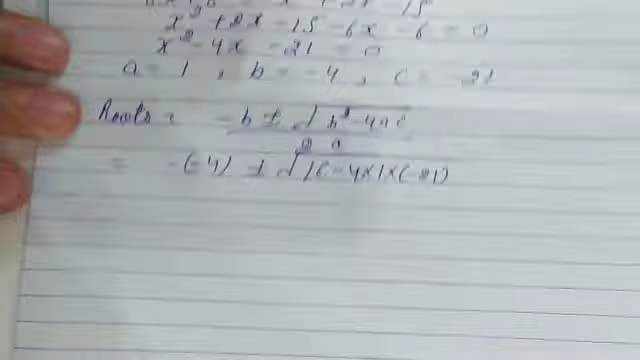 x² + 2x - 15 - 6x - 6 = 0
x² - 4x - 21 = 0
a = 1 , b = -4 , c = -21
Roots = -b ± √b² - 4ac
2a
= -(-4) ± √16 - 4×1×(-21)